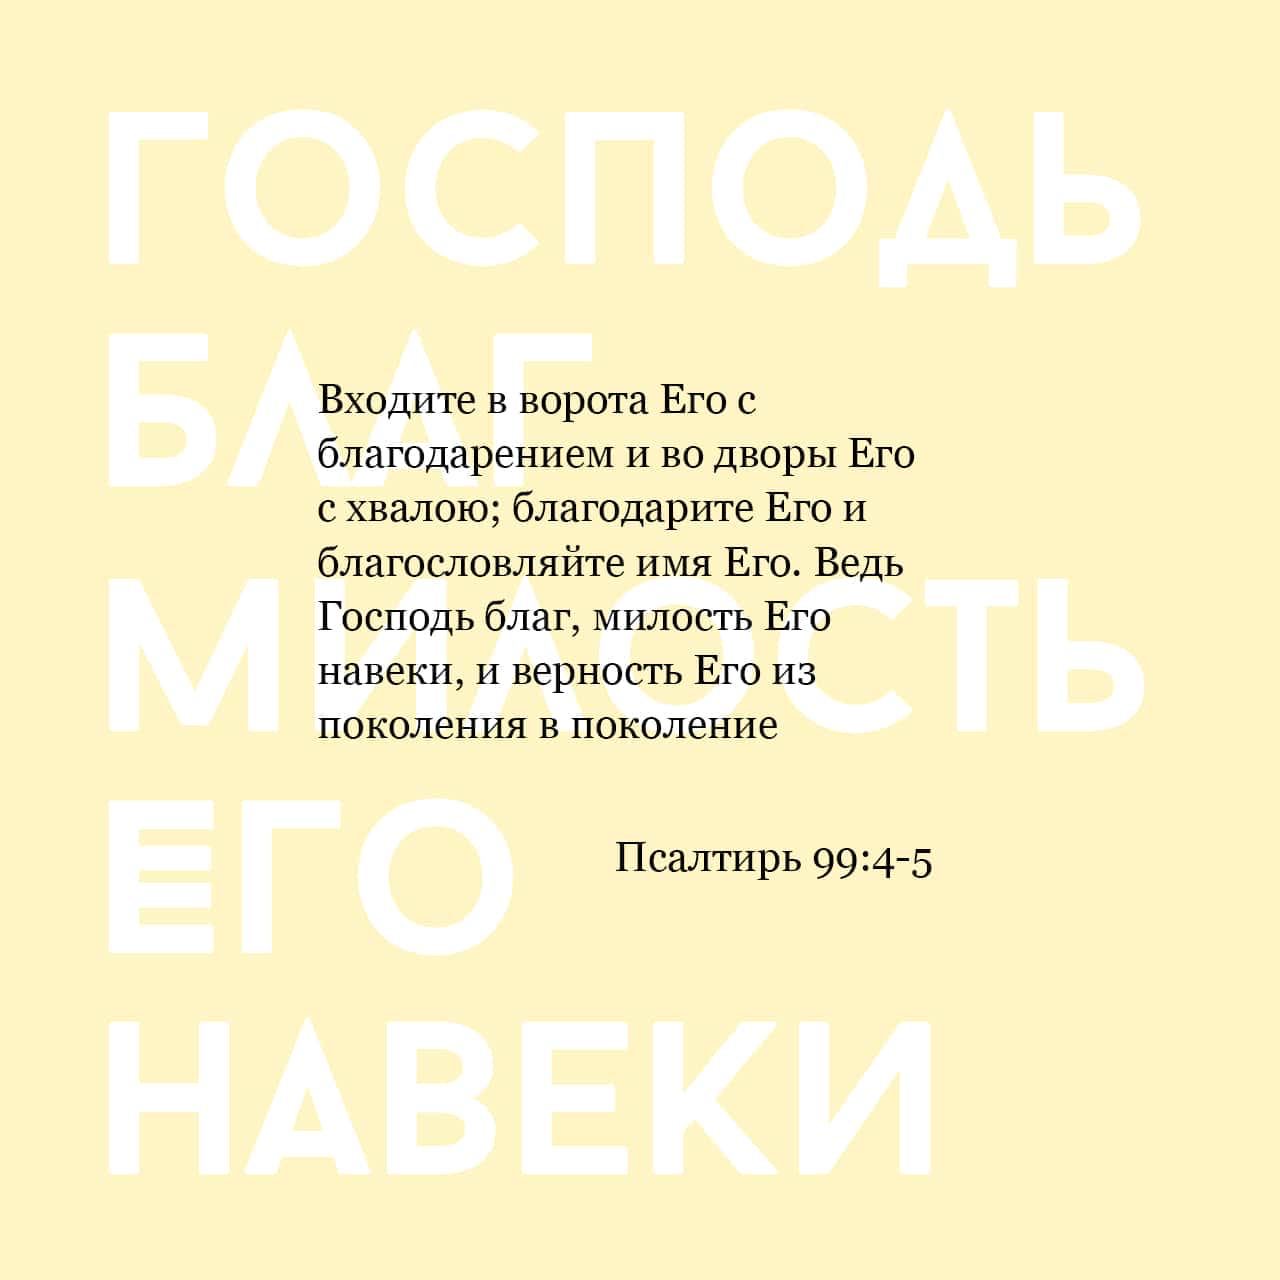 ГОСПОДЬ
БЛАГ
МИЛОСТЬ
ЕГО
НАВЕКИ
Входите в ворота Его с
благодарением и во дворы Его
с хвалою; благодарите Его и
благословляйте имя Его. Ведь
Господь благ, милость Его
навеки, и верность Его из
поколения в поколение
Псалтирь 99:4-5